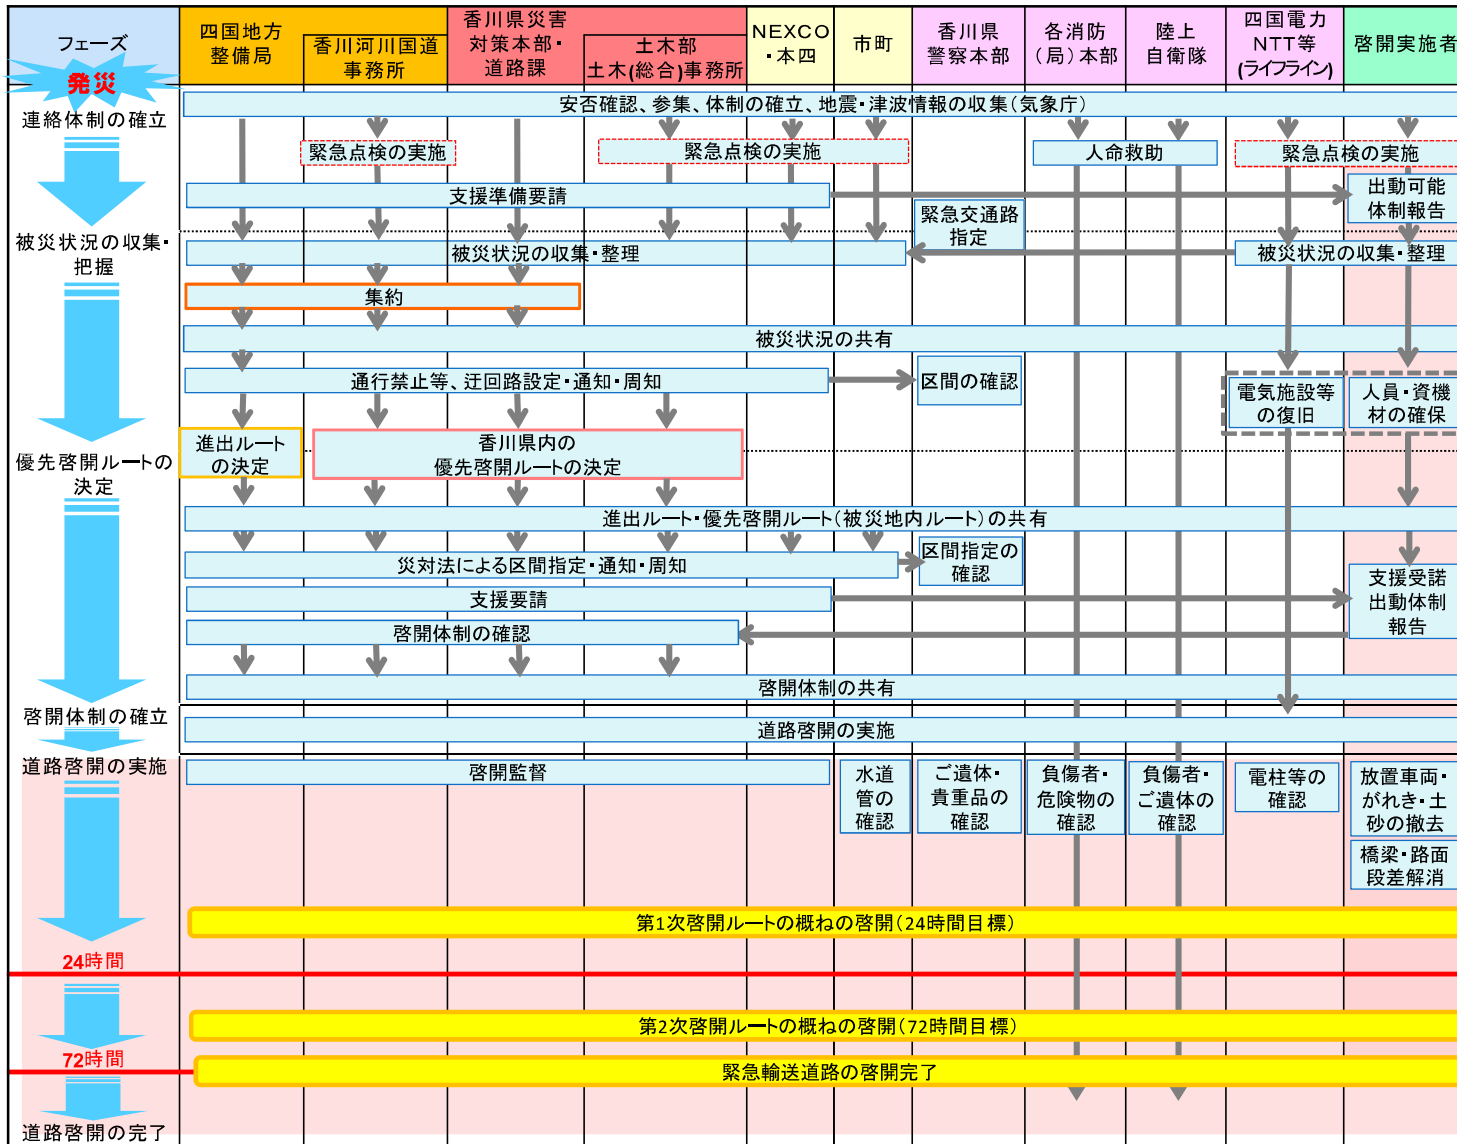 フェーズ
四国地方
整備局
香川河川国道
事務所
香川県災害
対策本部・
道路課
土木部
土木(総合)事務所
NEXCO
・本四
市町
香川県
警察本部
各消防
(局)本部
陸上
自衛隊
四国電力
NTT等
(ライフライン)
啓開実施者
発災
連絡体制の確立
安否確認、参集、体制の確立、地震・津波情報の収集(気象庁)
緊急点検の実施
緊急点検の実施
人命救助
緊急点検の実施
支援準備要請
出動可能
体制報告
緊急交通路
指定
被災状況の収集・
把握
被災状況の収集・整理
被災状況の収集・整理
集約
被災状況の共有
通行禁止等、迂回路設定・通知・周知
区間の確認
電気施設等
の復旧
人員・資機
材の確保
優先啓開ルートの
決定
進出ルート
の決定
香川県内の
優先啓開ルートの決定
進出ルート・優先啓開ルート(被災地内ルート)の共有
災対法による区間指定・通知・周知
区間指定の
確認
支援要請
支援受諾
出動体制
報告
啓開体制の確認
啓開体制の共有
啓開体制の確立
道路啓開の実施
道路啓開の実施
啓開監督
水道
管の
確認
ご遺体・
貴重品の
確認
負傷者・
危険物の
確認
負傷者・
ご遺体の
確認
電柱等の
確認
放置車両・
がれき・土
砂の撤去
橋梁・路面
段差解消
第1次啓開ルートの概ねの啓開(24時間目標)
24時間
第2次啓開ルートの概ねの啓開(72時間目標)
72時間
緊急輸送道路の啓開完了
道路啓開の完了